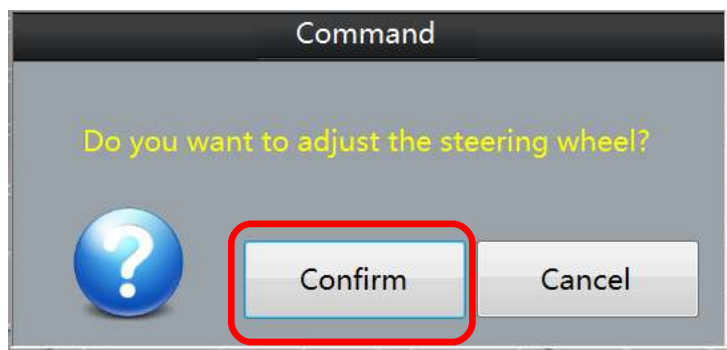 Command
Do you want to adjust the steering wheel?
Confirm
Cancel